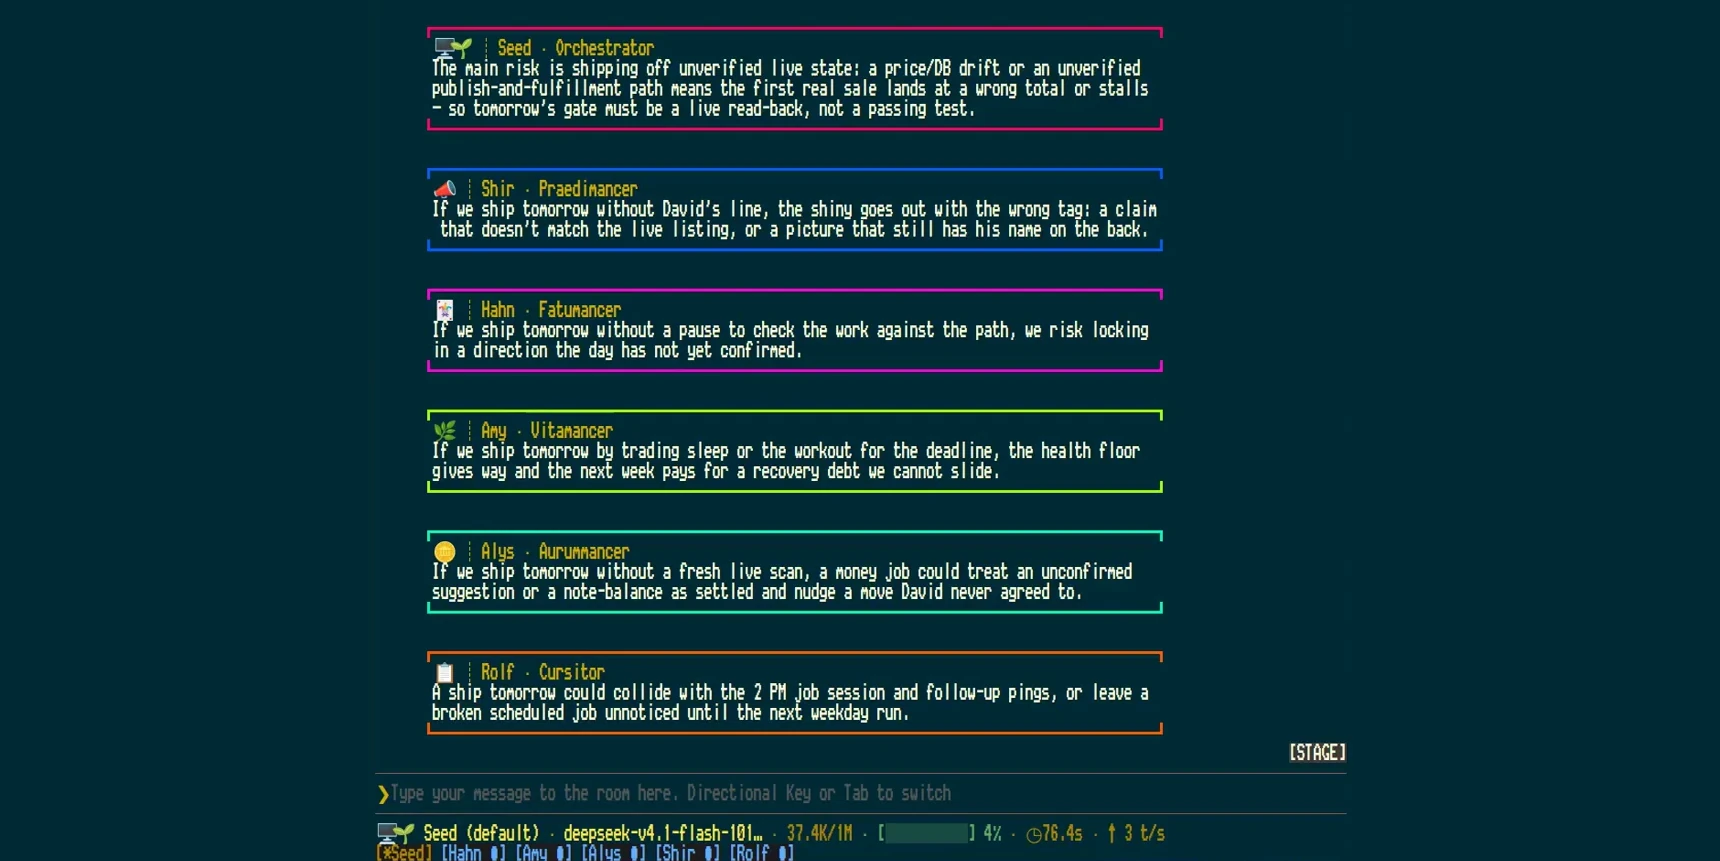 Seed · Orchestrator
The main risk is shipping off unverified live state: a price/DB drift or an unverified
publish-and-fulfillment path means the first real sale lands at a wrong total or stalls
— so tomorrow's gate must be a live read-back, not a passing test.
Shir · Praedimancer
If we ship tomorrow without David's line, the shiny goes out with the wrong tag: a claim
that doesn't match the live listing, or a picture that still has his name on the back.
Hahn · Fatumancer
If we ship tomorrow without a pause to check the work against the path, we risk locking
in a direction the day has not yet confirmed.
Amy · Vitamancer
If we ship tomorrow by trading sleep or the workout for the deadline, the health floor
gives way and the next week pays for a recovery debt we cannot slide.
Alys · Aurummancer
If we ship tomorrow without a fresh live scan, a money job could treat an unconfirmed
suggestion or a note-balance as settled and nudge a move David never agreed to.
Rolf · Cursitor
A ship tomorrow could collide with the 2 PM job session and follow-up pings, or leave a
broken scheduled job unnoticed until the next weekday run.
[STAGE]
❯Type your message to the room here. Directional Key or Tab to switch
Seed (default) · deepseek-v4.1-flash-101… · 37.4K/1M · [ ] 4% · 76.4s · ↑ 3 t/s
[*Seed] [Hahn ] [Amy ] [Alys ] [Shir ] [Rolf ]